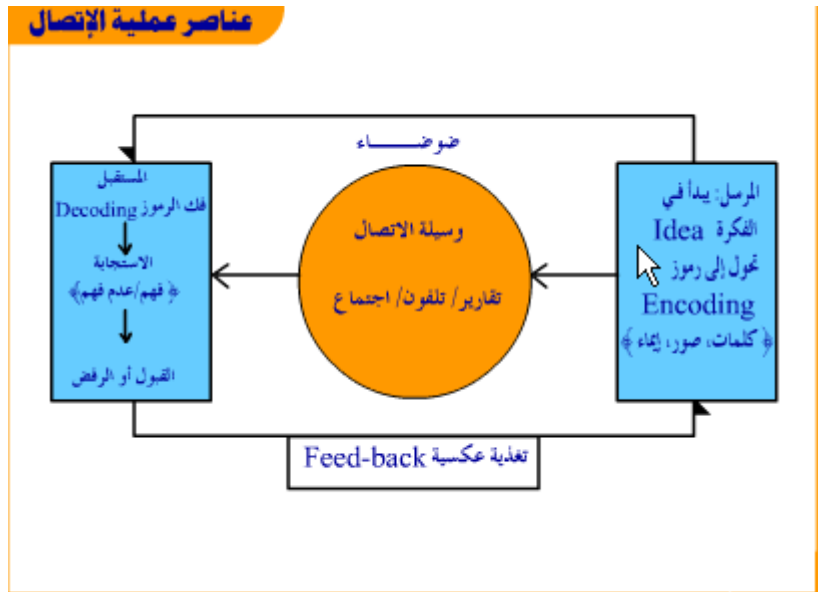 عناصر عملية الإتصال
ضوضـــــاء
المرسل: يبدأ في
الفكرة Idea
تحول إلى رموز
Encoding
﴿ كلمات، صور، إيماء ﴾
وسيلة الاتصال
تقارير/ تلفون/ اجتماع
المستقبل
فك الرموز Decoding
الاستجابة
﴿ فهم/عدم فهم﴾
القبول أو الرفض
تغذية عكسية Feed-back